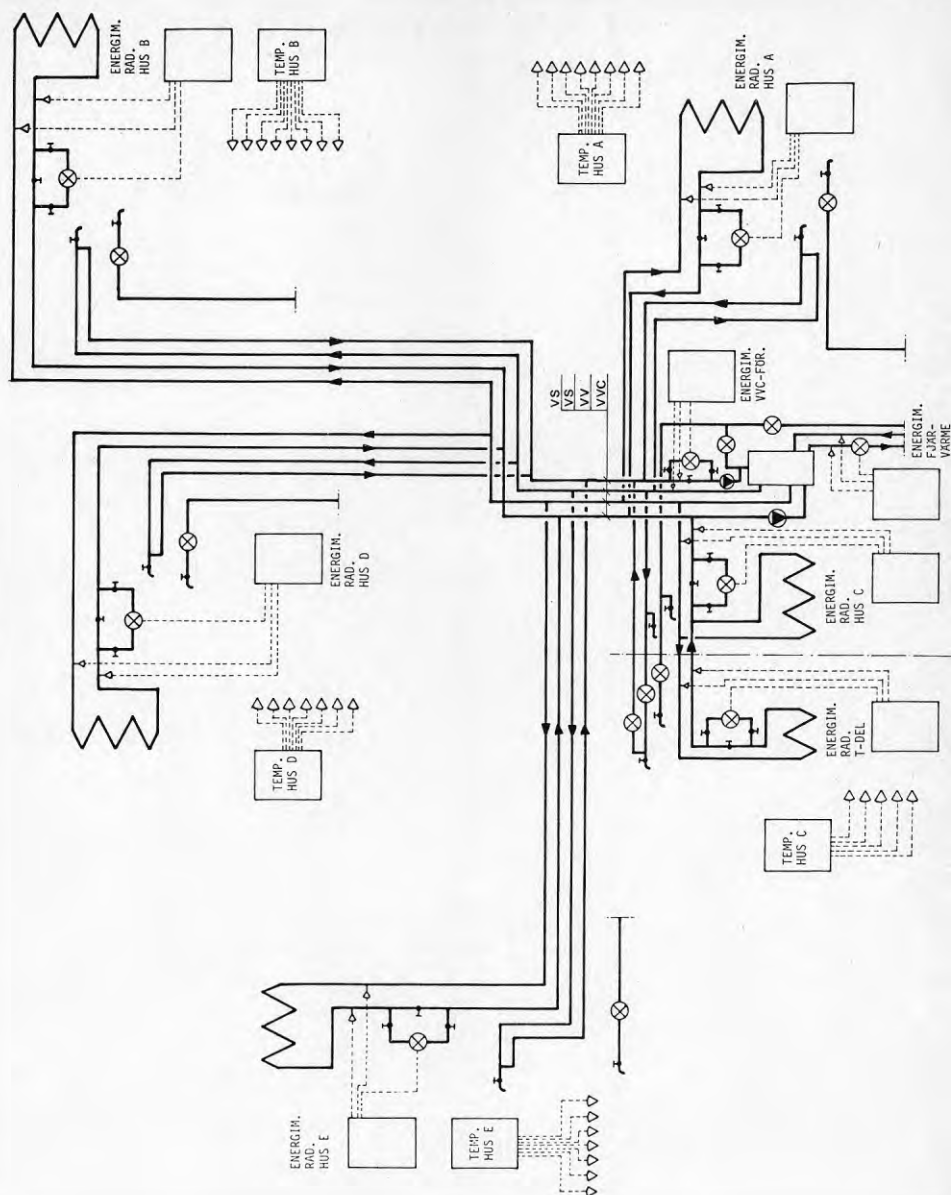 ENERGIM.
RAD.
HUS B
TEMP.
HUS B
TEMP.
HUS A
ENERGIM.
RAD.
HUS A
VS
VS
VV
VVC
ENERGIM.
VVC-FÖR.
ENERGIM.
FJÄR-
VÄRME
ENERGIM.
RAD.
HUS D
ENERGIM.
RAD.
HUS C
TEMP.
HUS D
ENERGIM.
RAD.
T-DEL
TEMP.
HUS C
ENERGIM.
RAD.
HUS E
TEMP.
HUS E